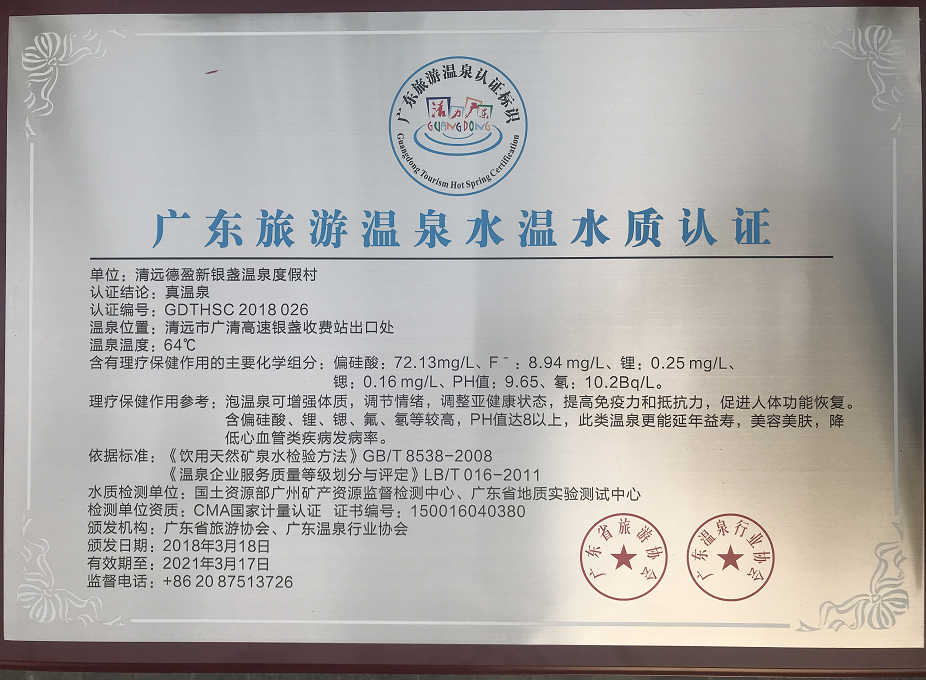 广东旅游温泉认证标识
活力广东
GUANGDONG
Guangdong Tourism Hot Spring Certification
广东旅游温泉水温水质认证
单位：清远德盈新银盏温泉度假村
认证结论：真温泉
认证编号：GDTHSC 2018 026
温泉位置：清远市广清高速银盏收费站出口处
温泉温度：64℃
含有理疗保健作用的主要化学组分：偏硅酸：72.13mg/L、F⁻：8.94 mg/L、锂：0.25 mg/L、
锶：0.16 mg/L、PH值：9.65、氡：10.2Bq/L。
理疗保健作用参考：泡温泉可增强体质，调节情绪，调整亚健康状态，提高免疫力和抵抗力，促进人体功能恢复。
含偏硅酸、锂、锶、氟、氡等较高，PH值达8以上，此类温泉更能延年益寿，美容美肤，降
低心血管类疾病发病率。
依据标准：《饮用天然矿泉水检验方法》GB/T 8538-2008
《温泉企业服务质量等级划分与评定》LB/T 016-2011
水质检测单位：国土资源部广州矿产资源监督检测中心、广东省地质实验测试中心
检测单位资质：CMA国家计量认证 证书编号：150016040380
颁发机构：广东省旅游协会、广东温泉行业协会
颁发日期：2018年3月18日
有效期至：2021年3月17日
监督电话：+86 20 87513726
广东省旅游协会
广东温泉行业协会